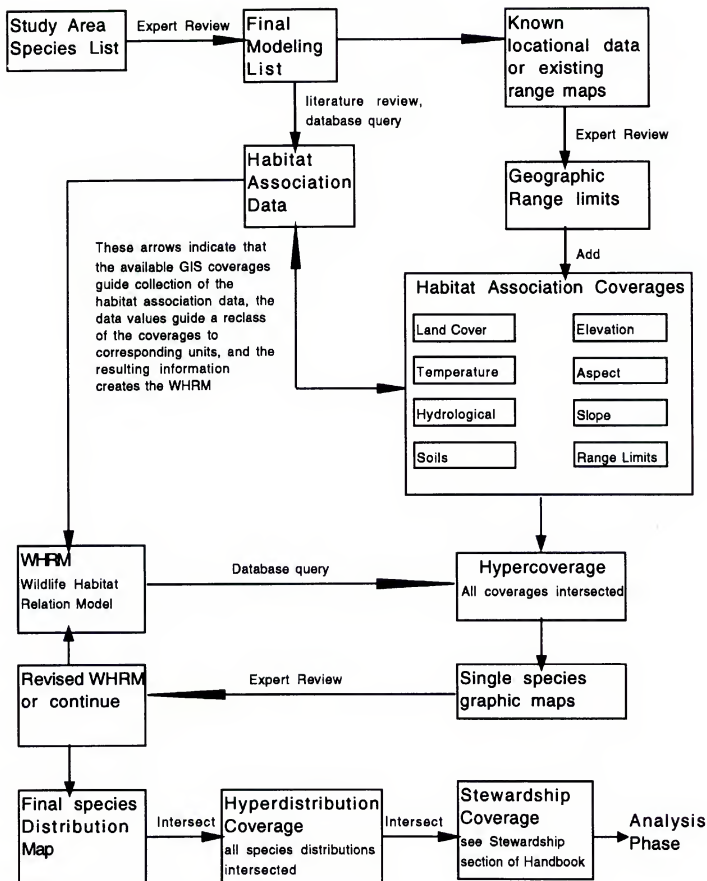 Study Area
Species List
Expert Review
Final
Modeling
List
Known
locational data
or existing
range maps
literature review,
database query
Expert Review
Habitat
Association
Data
Geographic
Range limits
Add
These arrows indicate that
the available GIS coverages
guide collection of the
habitat association data, the
data values guide a reclass
of the coverages to
corresponding units, and the
resulting information
creates the WHRM
Habitat Association Coverages
Land Cover
Elevation
Temperature
Aspect
Hydrological
Slope
Soils
Range Limits
WHRM
Wildlife Habitat
Relation Model
Database query
Hypercoverage
All coverages intersected
Revised WHRM
or continue
Expert Review
Single species
graphic maps
Final species
Distribution
Map
Intersect
Hyperdistribution
Coverage
all species distributions
intersected
Intersect
Stewardship
Coverage
see Stewardship
section of Handbook
Analysis
Phase